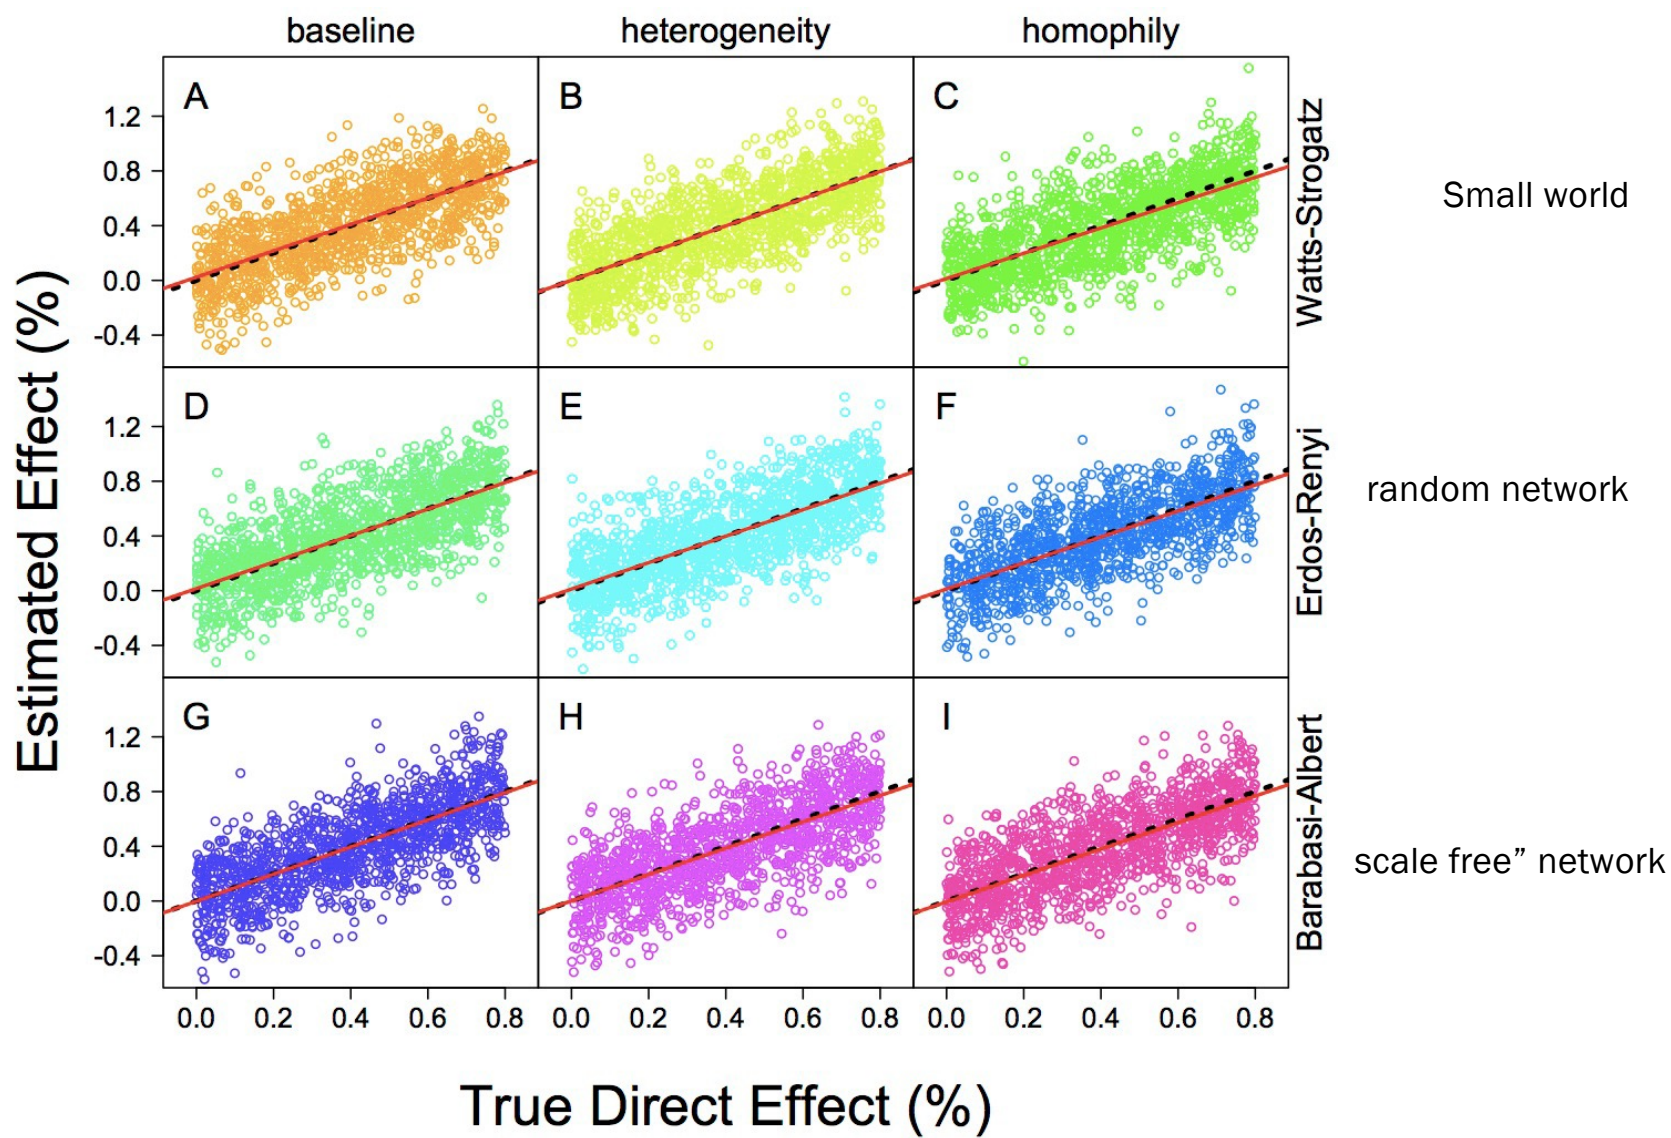 baseline heterogeneity homophily
A B C
1.2
0.8
0.4
0.0
-0.4
Watts-Strogatz
Small world
D E F
1.2
0.8
0.4
0.0
-0.4
Erdos-Renyi
random network
G H I
1.2
0.8
0.4
0.0
-0.4
Barabasi-Albert
scale free” network
Estimated Effect (%)
0.0 0.2 0.4 0.6 0.8 0.0 0.2 0.4 0.6 0.8 0.0 0.2 0.4 0.6 0.8
True Direct Effect (%)